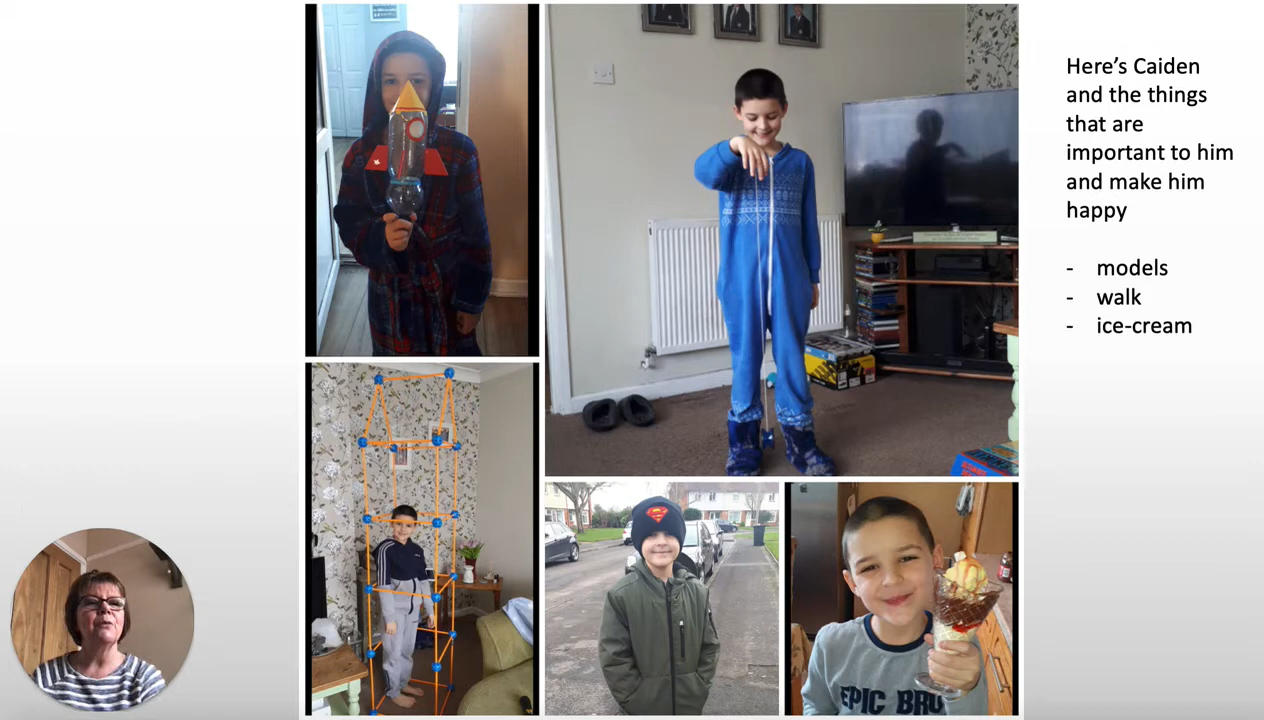 Here's Caiden
and the things
that are
important to him
and make him
happy
- models
- walk
- ice-cream
EPIC BRO